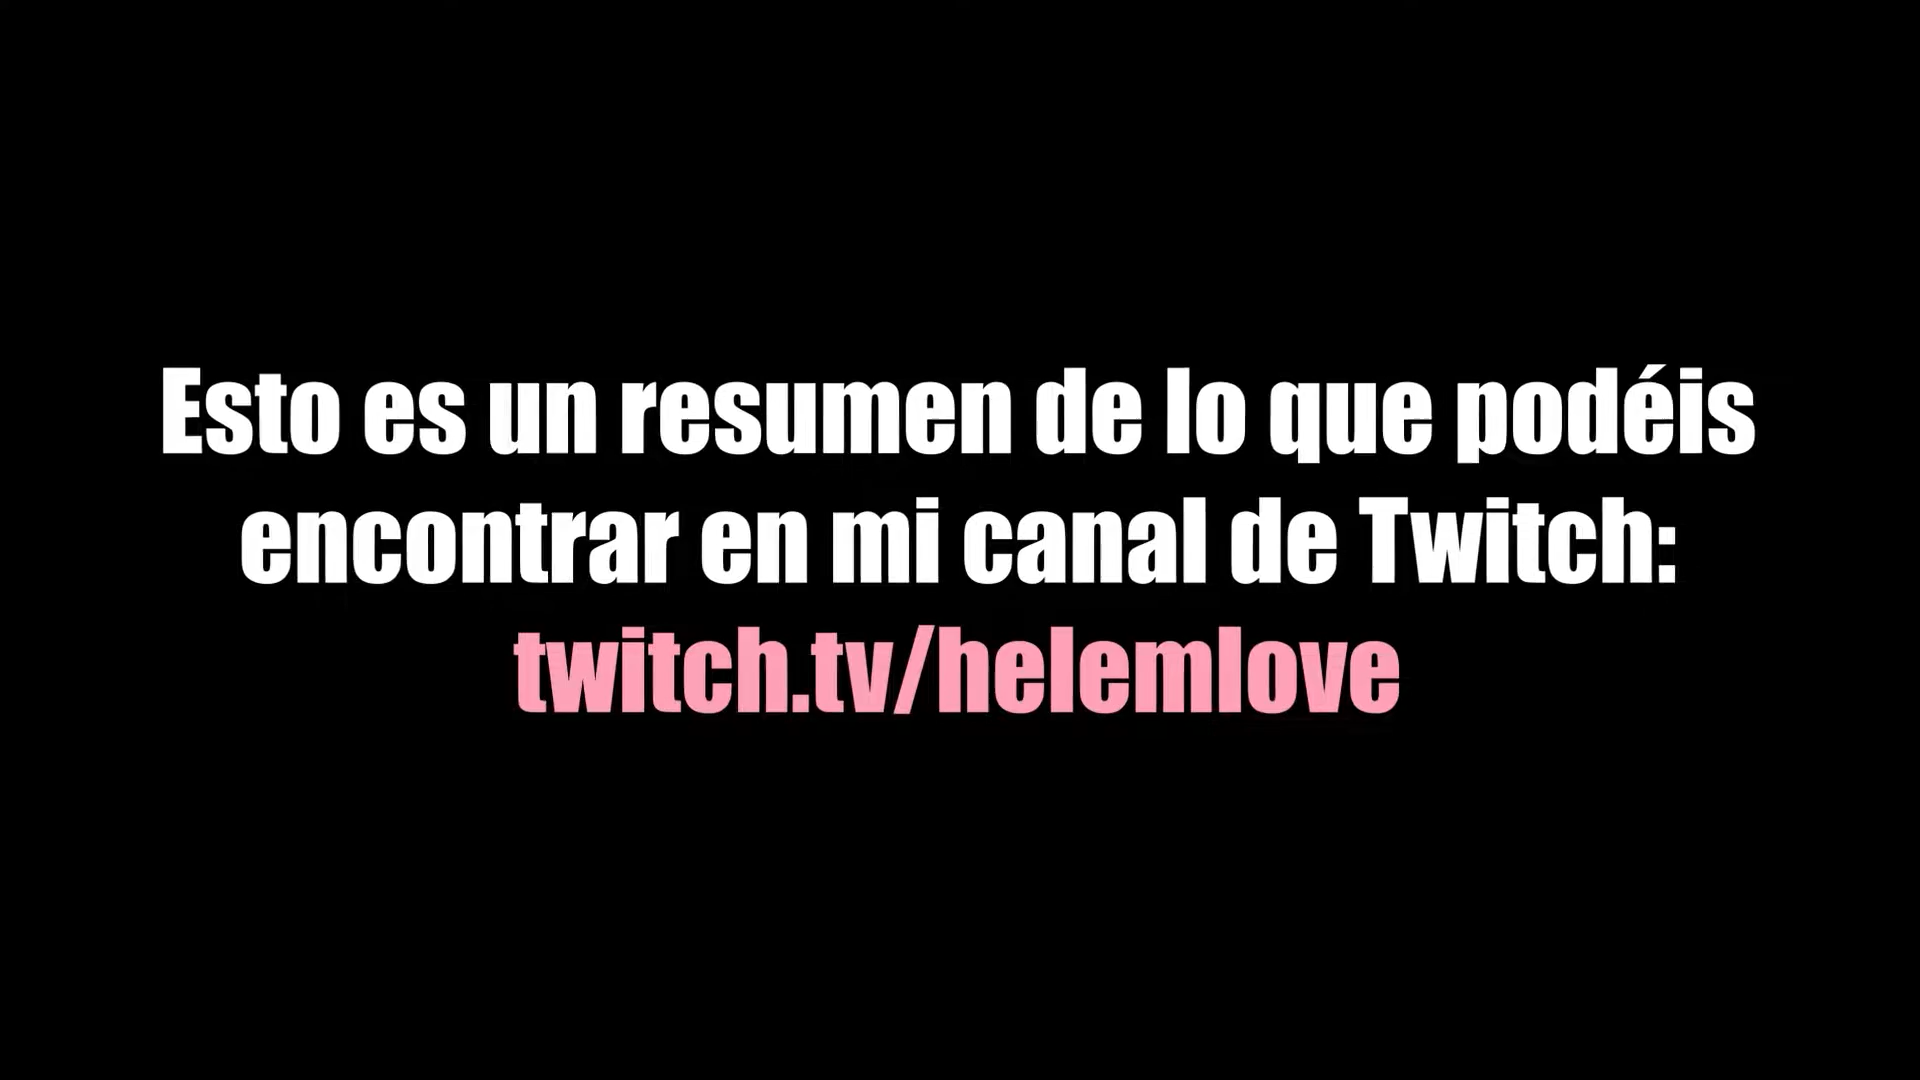 Esto es un resumen de lo que podéis
encontrar en mi canal de Twitch:
twitch.tv/helemlove